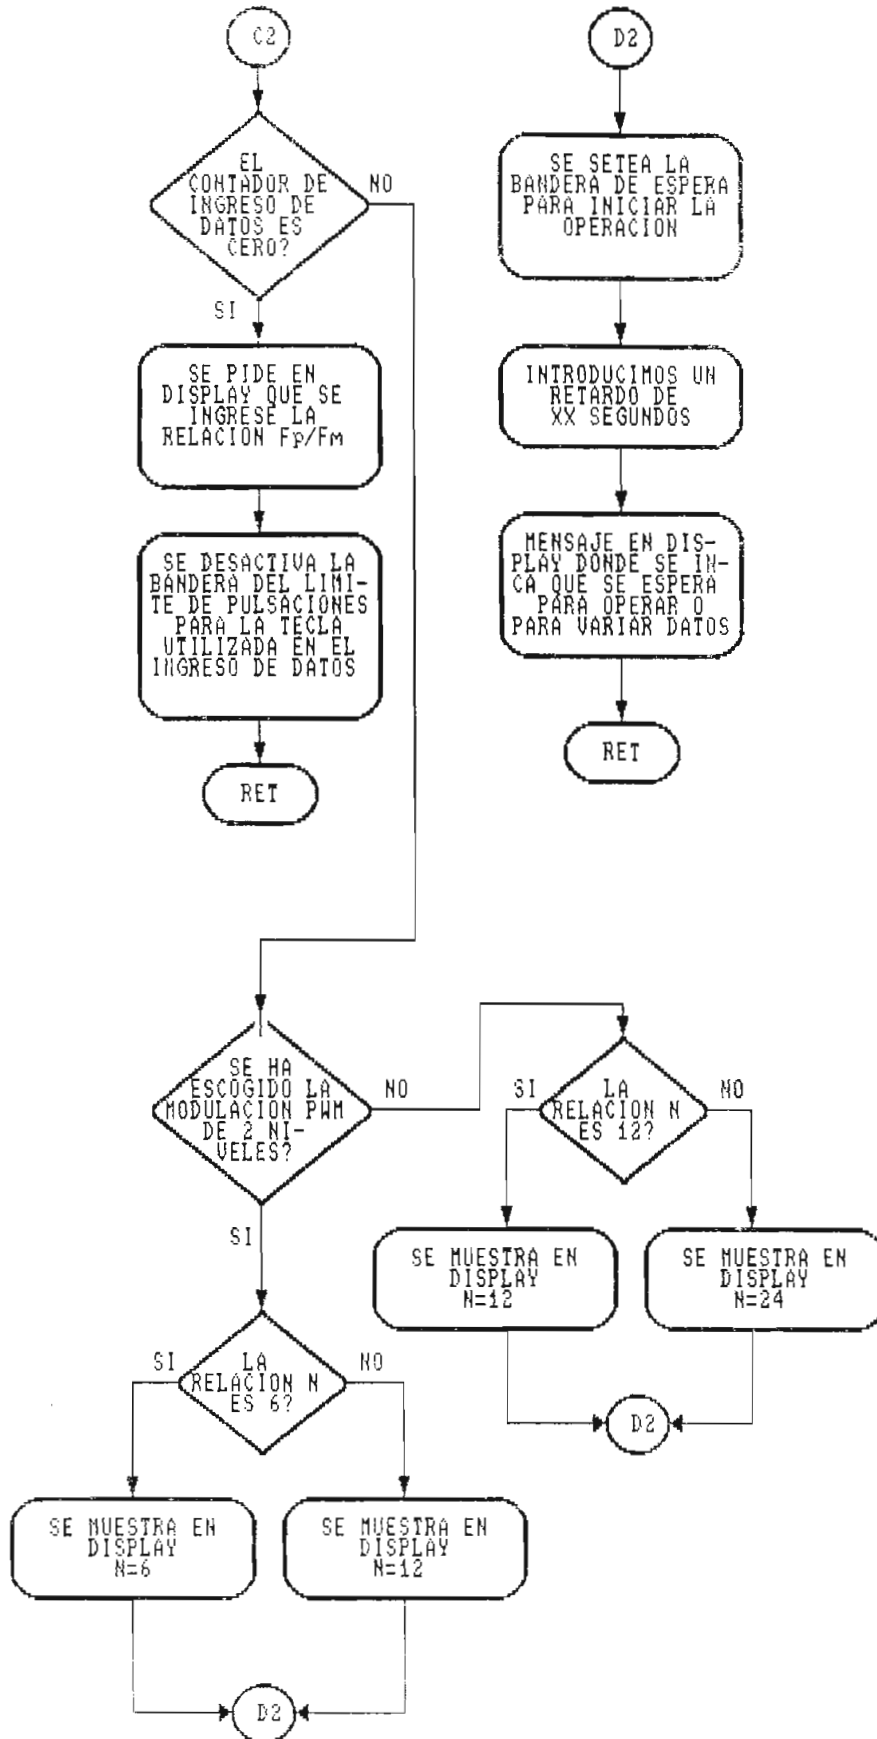 C2
EL
CONTADOR DE
INGRESO DE
DATOS ES
CERO?
NO
SI
SE PIDE EN
DISPLAY QUE SE
INGRESE LA
RELACION Fp/Fm
SE DESACTIVA LA
BANDERA DEL LIMI-
TE DE PULSACIONES
PARA LA TECLA
UTILIZADA EN EL
INGRESO DE DATOS
RET
D2
SE SETEA LA
BANDERA DE ESPERA
PARA INICIAR LA
OPERACION
INTRODUCIMOS UN
RETARDO DE
XX SEGUNDOS
MENSAJE EN DIS-
PLAY DONDE SE IN-
CA QUE SE ESPERA
PARA OPERAR O
PARA VARIAR DATOS
RET
SE HA
ESCOGIDO LA
MODULACION PWM
DE 2 NI-
VELES?
NO
SI
SI
LA
RELACION N
ES 12?
NO
SE MUESTRA EN
DISPLAY
N=12
SE MUESTRA EN
DISPLAY
N=24
D2
SI
LA
RELACION N
ES 6?
NO
SE MUESTRA EN
DISPLAY
N=6
SE MUESTRA EN
DISPLAY
N=12
D2